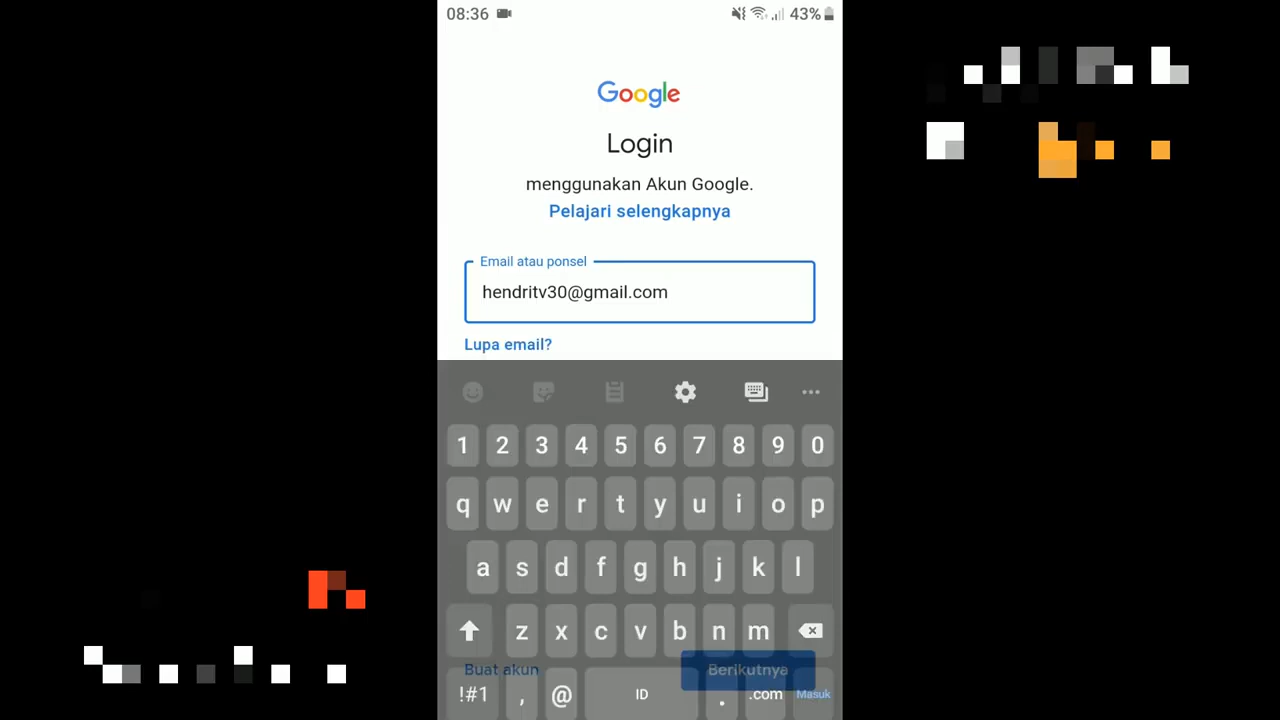 08:36 43%
Google
Login
menggunakan Akun Google.
Pelajari selengkapnya
Email atau ponsel
hendritv30@gmail.com
Lupa email?
1 2 3 4 5 6 7 8 9 0
q w e r t y u i o p
a s d f g h j k l
z x c v b n m
Buat akun Berikutnya
!#1 , @ ID . .com Masuk